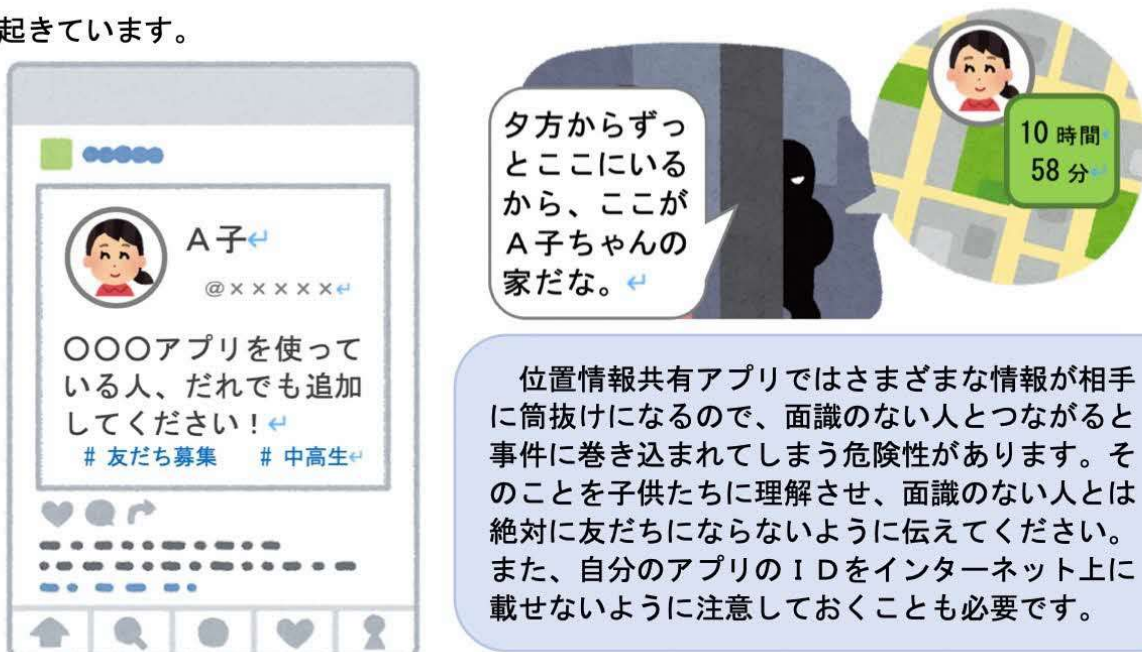 起きています。
A子
@×××××
〇〇〇アプリを使って
いる人、だれでも追加
してください！
# 友だち募集 # 中高生
夕方からずっ
とここにいる
から、ここが
A子ちゃんの
家だな。
10 時間
58 分
位置情報共有アプリではさまざまな情報が相手
に筒抜けになるので、面識のない人とつながると
事件に巻き込まれてしまう危険性があります。そ
のことを子供たちに理解させ、面識のない人とは
絶対に友だちにならないように伝えてください。
また、自分のアプリのＩＤをインターネット上に
載せないように注意しておくことも必要です。